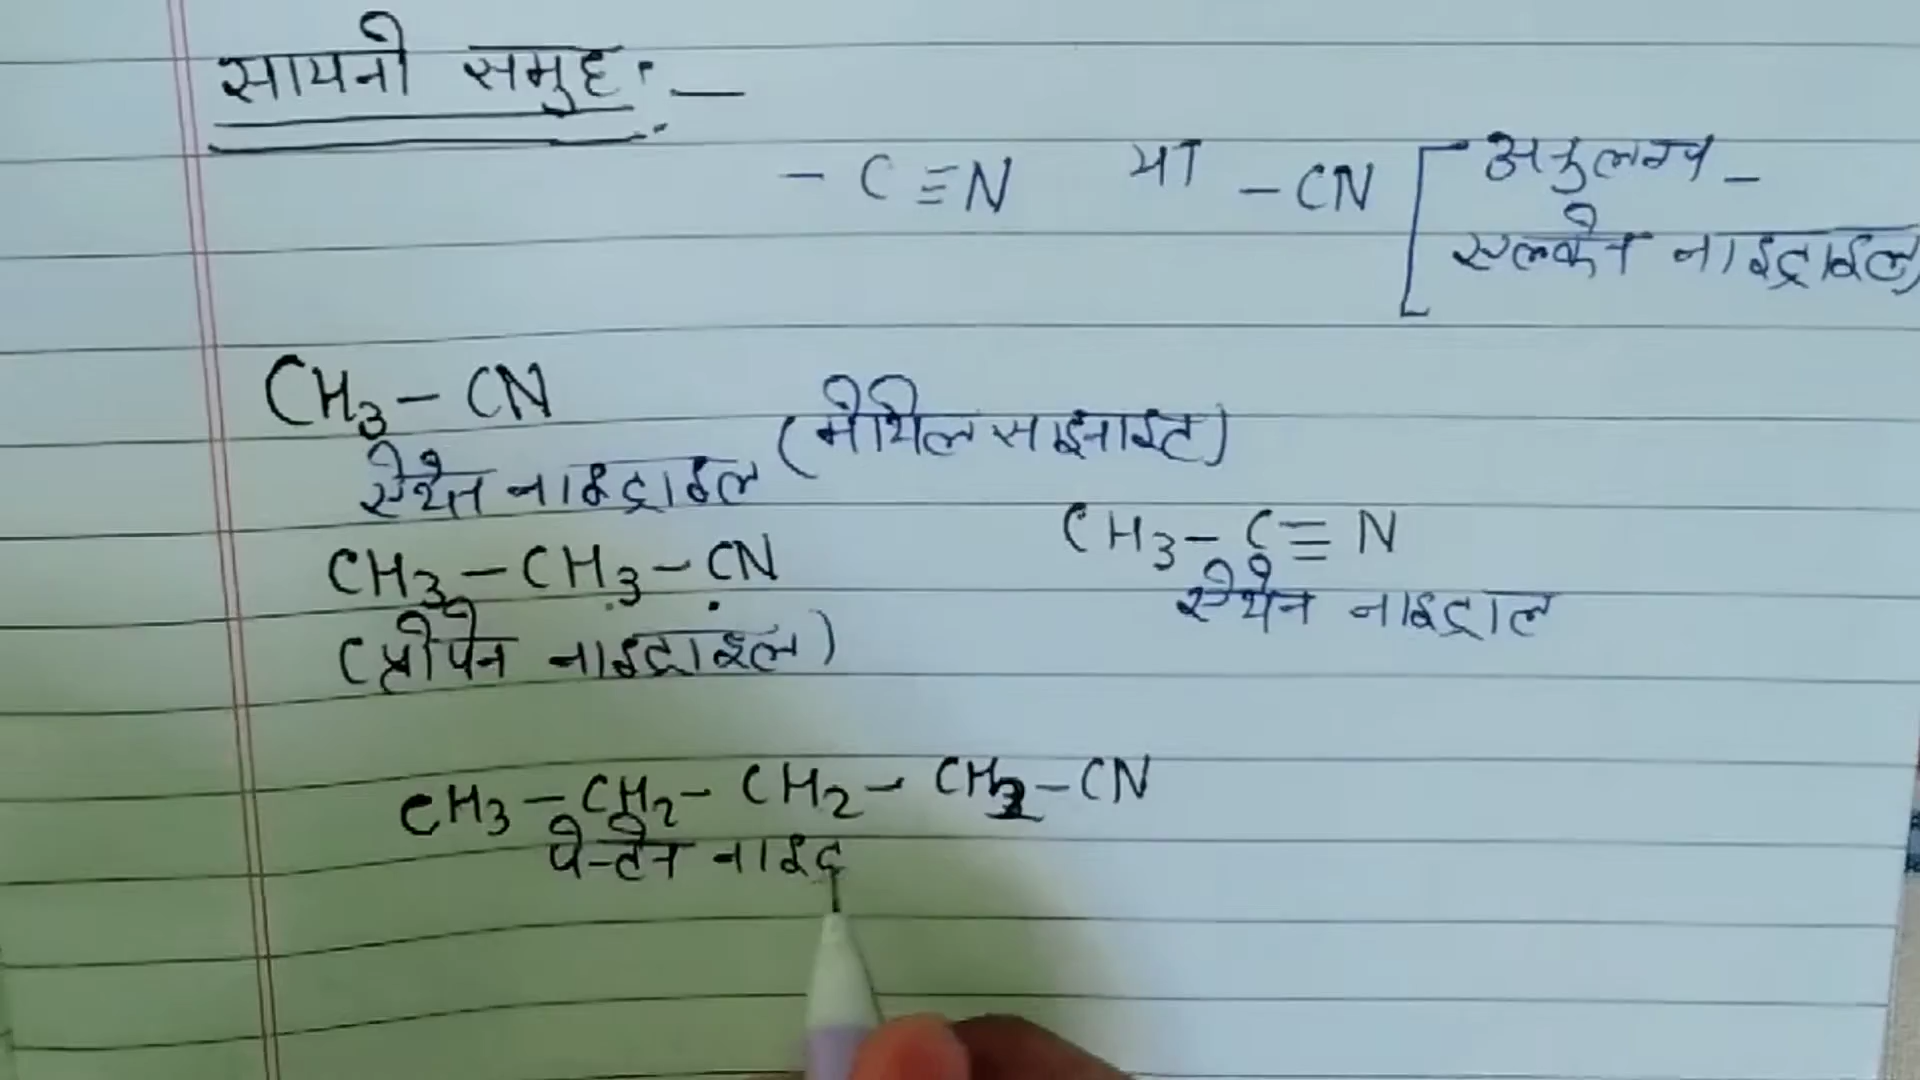 सायनो समुह :-
- C ≡ N या - CN [ अनुलग्न -
एल्केन नाइट्राइल
CH3 - CN
एथेन नाइट्राइल (मेथिल साइनाइट)
CH3 - CH3 - CN
(प्रोपेन नाइट्राइल)
CH3 - C ≡ N
एथेन नाइट्राल
CH3 - CH2 - CH2 - CH2 - CN
पेन्टेन नाइट